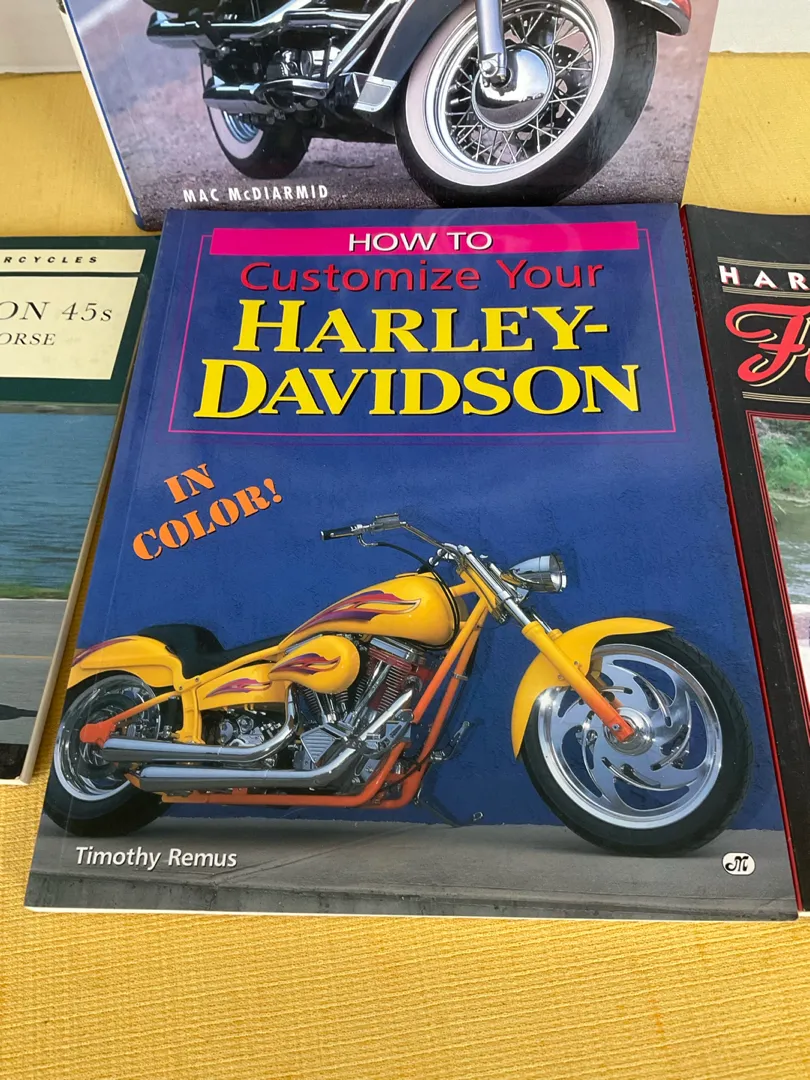 MAC McDIARMID
RCYCLES
ON 45s
ORSE
HOW TO
Customize Your
HARLEY-
DAVIDSON
IN
COLOR!
Timothy Remus
M
HAR